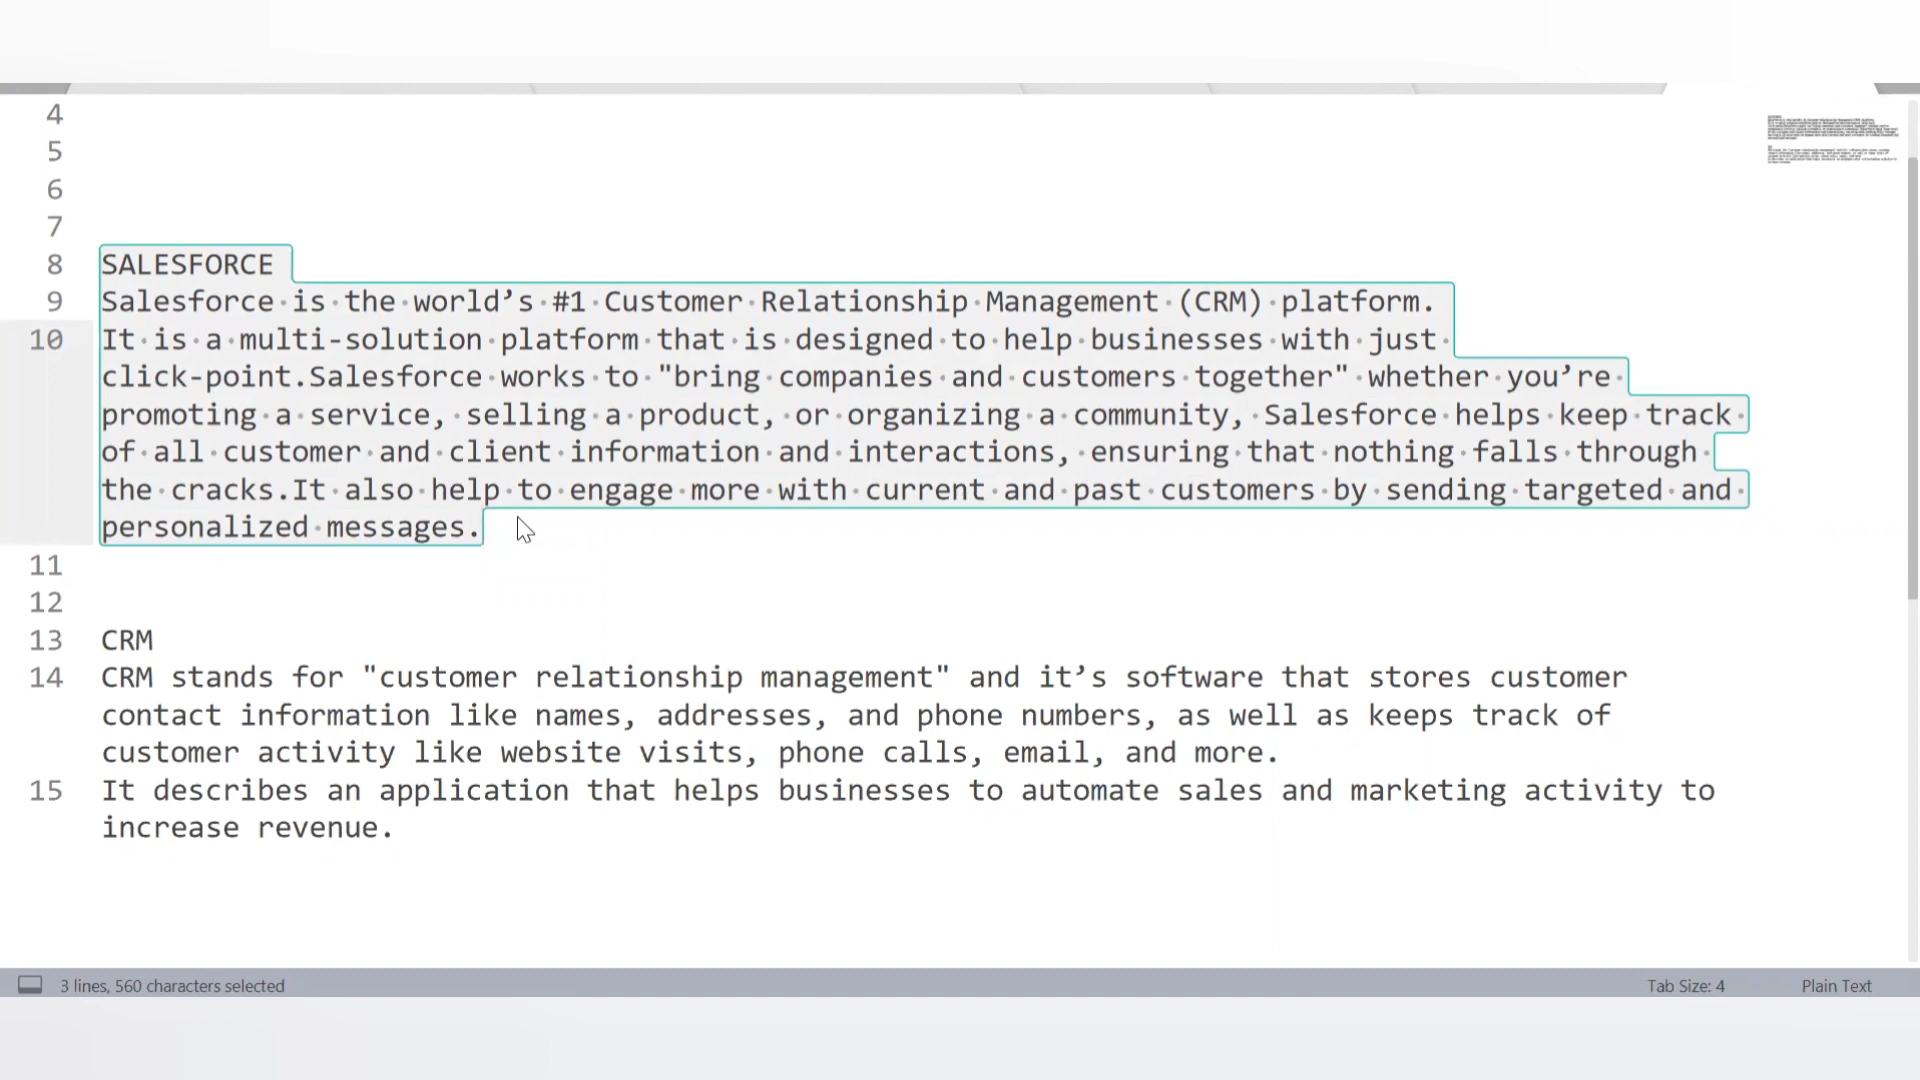 4
5
6
7
8 SALESFORCE
9 Salesforce is the world’s #1 Customer Relationship Management (CRM) platform.
10 It is a multi-solution platform that is designed to help businesses with just
click-point.Salesforce works to "bring companies and customers together" whether you’re
promoting a service, selling a product, or organizing a community, Salesforce helps keep track
of all customer and client information and interactions, ensuring that nothing falls through
the cracks.It also help to engage more with current and past customers by sending targeted and
personalized messages.
11
12
13 CRM
14 CRM stands for "customer relationship management" and it’s software that stores customer
contact information like names, addresses, and phone numbers, as well as keeps track of
customer activity like website visits, phone calls, email, and more.
15 It describes an application that helps businesses to automate sales and marketing activity to
increase revenue.
3 lines, 560 characters selected
Tab Size: 4
Plain Text